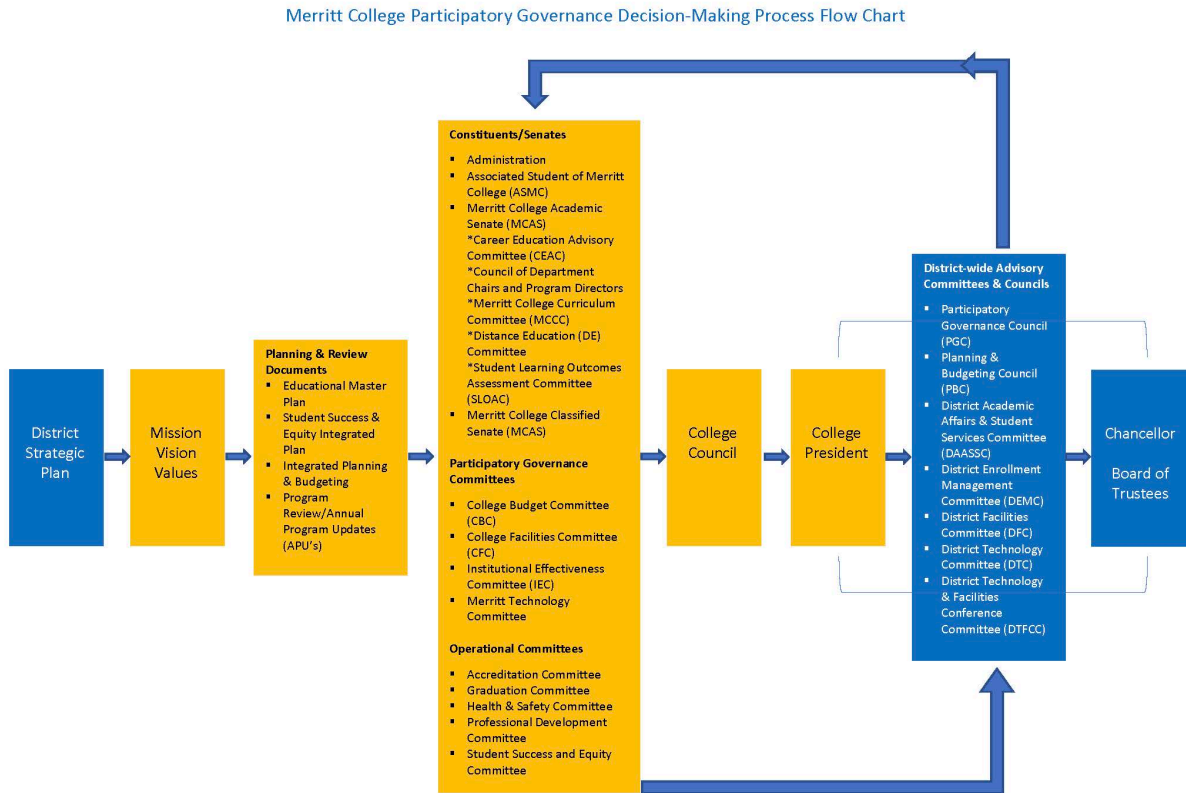 Merritt College Participatory Governance Decision-Making Process Flow Chart
District
Strategic
Plan
Mission
Vision
Values
Planning & Review
Documents
▪ Educational Master
Plan
▪ Student Success &
Equity Integrated
Plan
▪ Integrated Planning
& Budgeting
▪ Program
Review/Annual
Program Updates
(APU's)
Constituents/Senates
▪ Administration
▪ Associated Student of Merritt
College (ASMC)
▪ Merritt College Academic
Senate (MCAS)
*Career Education Advisory
Committee (CEAC)
*Council of Department
Chairs and Program Directors
*Merritt College Curriculum
Committee (MCCC)
*Distance Education (DE)
Committee
*Student Learning Outcomes
Assessment Committee
(SLOAC)
▪ Merritt College Classified
Senate (MCAS)
Participatory Governance
Committees
▪ College Budget Committee
(CBC)
▪ College Facilities Committee
(CFC)
▪ Institutional Effectiveness
Committee (IEC)
▪ Merritt Technology
Committee
Operational Committees
▪ Accreditation Committee
▪ Graduation Committee
▪ Health & Safety Committee
▪ Professional Development
Committee
▪ Student Success and Equity
Committee
College
Council
College
President
District-wide Advisory
Committees & Councils
▪ Participatory
Governance Council
(PGC)
▪ Planning &
Budgeting Council
(PBC)
▪ District Academic
Affairs & Student
Services Committee
(DAASSC)
▪ District Enrollment
Management
Committee (DEMC)
▪ District Facilities
Committee (DFC)
▪ District Technology
Committee (DTC)
▪ District Technology
& Facilities
Conference
Committee (DTFCC)
Chancellor
Board of
Trustees